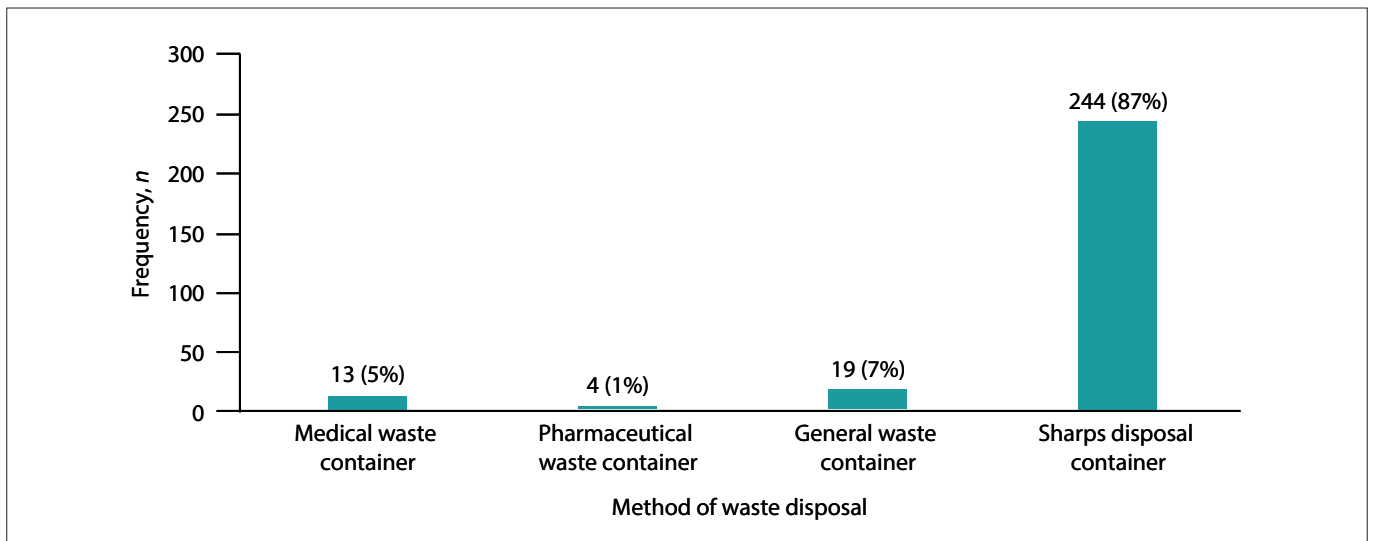 300
250
200
150
100
50
0
Frequency, n
13 (5%)
4 (1%)
19 (7%)
244 (87%)
Medical waste
container
Pharmaceutical
waste container
General waste
container
Sharps disposal
container
Method of waste disposal